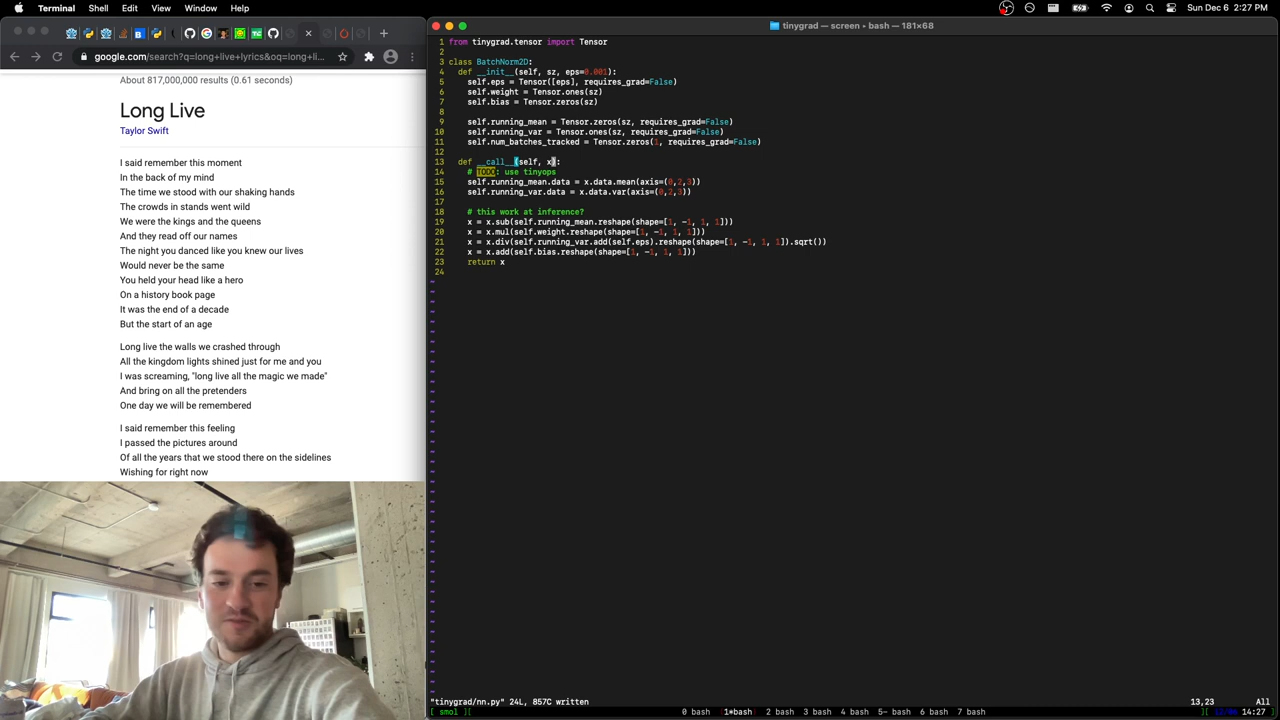 Terminal Shell Edit View Window Help
Sun Dec 6 2:27 PM
google.com/search?q=long+live+lyrics&oq=long+li...
About 817,000,000 results (0.61 seconds)
Long Live
Taylor Swift
I said remember this moment
In the back of my mind
The time we stood with our shaking hands
The crowds in stands went wild
We were the kings and the queens
And they read off our names
The night you danced like you knew our lives
Would never be the same
You held your head like a hero
On a history book page
It was the end of a decade
But the start of an age
Long live the walls we crashed through
All the kingdom lights shined just for me and you
I was screaming, "long live all the magic we made"
And bring on all the pretenders
One day we will be remembered
I said remember this feeling
I passed the pictures around
Of all the years that we stood there on the sidelines
Wishing for right now
tinygrad — screen ▸ bash — 181×68
1 from tinygrad.tensor import Tensor
2
3 class BatchNorm2D:
4 def __init__(self, sz, eps=0.001):
5 self.eps = Tensor([eps], requires_grad=False)
6 self.weight = Tensor.ones(sz)
7 self.bias = Tensor.zeros(sz)
8
9 self.running_mean = Tensor.zeros(sz, requires_grad=False)
10 self.running_var = Tensor.ones(sz, requires_grad=False)
11 self.num_batches_tracked = Tensor.zeros(1, requires_grad=False)
12
13 def __call__(self, x):
14 # TODO: use tinyops
15 self.running_mean.data = x.data.mean(axis=(0,2,3))
16 self.running_var.data = x.data.var(axis=(0,2,3))
17
18 # this work at inference?
19 x = x.sub(self.running_mean.reshape(shape=[1, -1, 1, 1]))
20 x = x.mul(self.weight.reshape(shape=[1, -1, 1, 1]))
21 x = x.div(self.running_var.add(self.eps).reshape(shape=[1, -1, 1, 1]).sqrt())
22 x = x.add(self.bias.reshape(shape=[1, -1, 1, 1]))
23 return x
24
"tinygrad/nn.py" 24L, 857C written 13,23 All
[ smol ][ 0 bash 1*bash 2 bash 3 bash 4 bash 5- bash 6 bash 7 bash ][ 12/06 14:27 ]